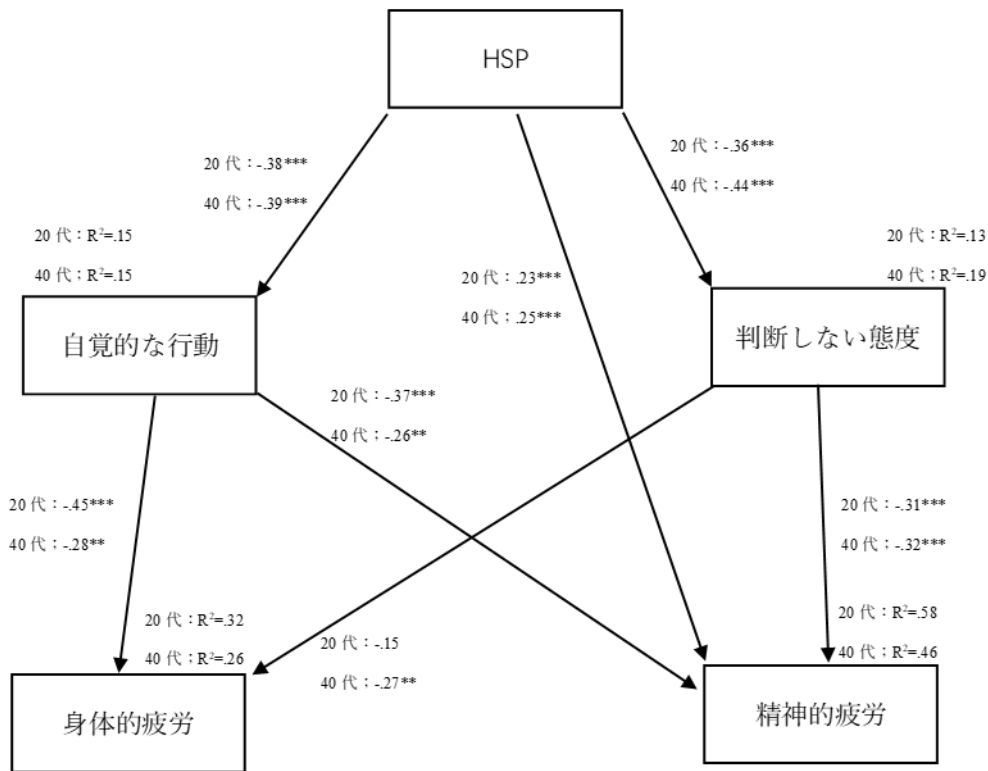 HSP
20 代：-.38***
40 代；-.39***
20 代：-.36***
40 代；-.44***
20 代：R²=.15
40 代；R²=.15
20 代：.23***
40 代；.25***
20 代：R²=.13
40 代；R²=.19
自覚的な行動
判断しない態度
20 代：-.37***
40 代；-.26**
20 代：-.45***
40 代；-.28**
20 代：-.31***
40 代；-.32***
20 代：R²=.32
40 代；R²=.26
20 代：-.15
40 代；-.27**
20 代：R²=.58
40 代；R²=.46
身体的疲労
精神的疲労